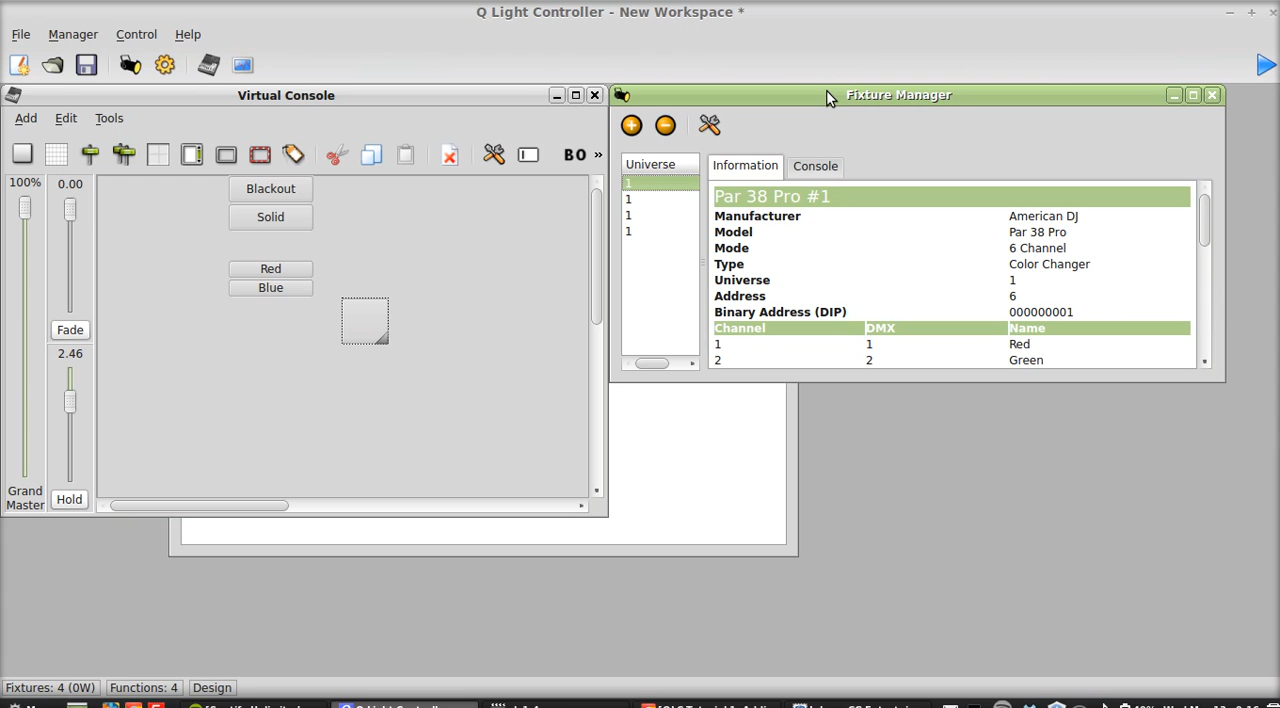 Q Light Controller - New Workspace *
File Manager Control Help
Virtual Console
Fixture Manager
Add Edit Tools
BO »
100% 0.00
Blackout
Solid
Red
Blue
Fade
2.46
Grand
Master
Hold
Universe
1
1
1
1
Information Console
Par 38 Pro #1
Manufacturer American DJ
Model Par 38 Pro
Mode 6 Channel
Type Color Changer
Universe 1
Address 6
Binary Address (DIP) 000000001
Channel DMX Name
1 1 Red
2 2 Green
Fixtures: 4 (0W) Functions: 4 Design